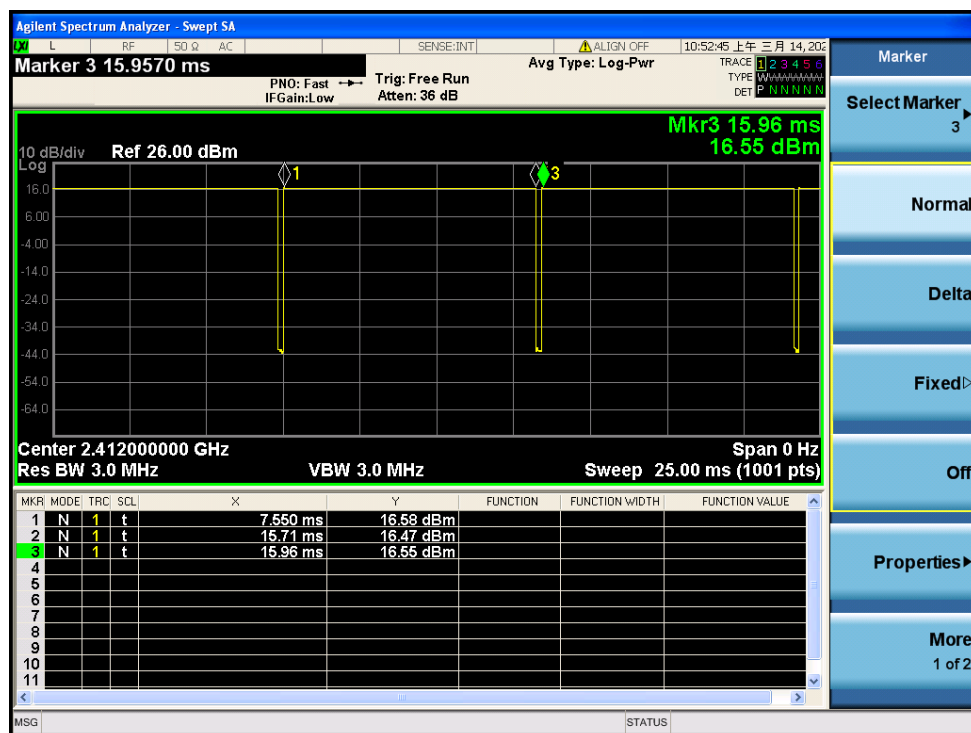 Agilent Spectrum Analyzer - Swept SA
LXI L RF 50 Ω AC SENSE:INT ALIGN OFF 10:52:45 上午 三月 14, 202
Marker 3 15.9570 ms
PNO: Fast
IFGain:Low
Trig: Free Run
Atten: 36 dB
Avg Type: Log-Pwr
TRACE 1 2 3 4 5 6
TYPE
DET P N N N N N
Mkr3 15.96 ms
16.55 dBm
10 dB/div Ref 26.00 dBm
Log
1
3
16.0
6.00
-4.00
-14.0
-24.0
-34.0
-44.0
-54.0
-64.0
Center 2.412000000 GHz Span 0 Hz
Res BW 3.0 MHz VBW 3.0 MHz Sweep 25.00 ms (1001 pts)
MKR MODE TRC SCL X Y FUNCTION FUNCTION WIDTH FUNCTION VALUE
1 N 1 t 7.550 ms 16.58 dBm
2 N 1 t 15.71 ms 16.47 dBm
3 N 1 t 15.96 ms 16.55 dBm
4
5
6
7
8
9
10
11
MSG STATUS
Marker
Select Marker
3
Normal
Delta
Fixed
Off
Properties
More
1 of 2